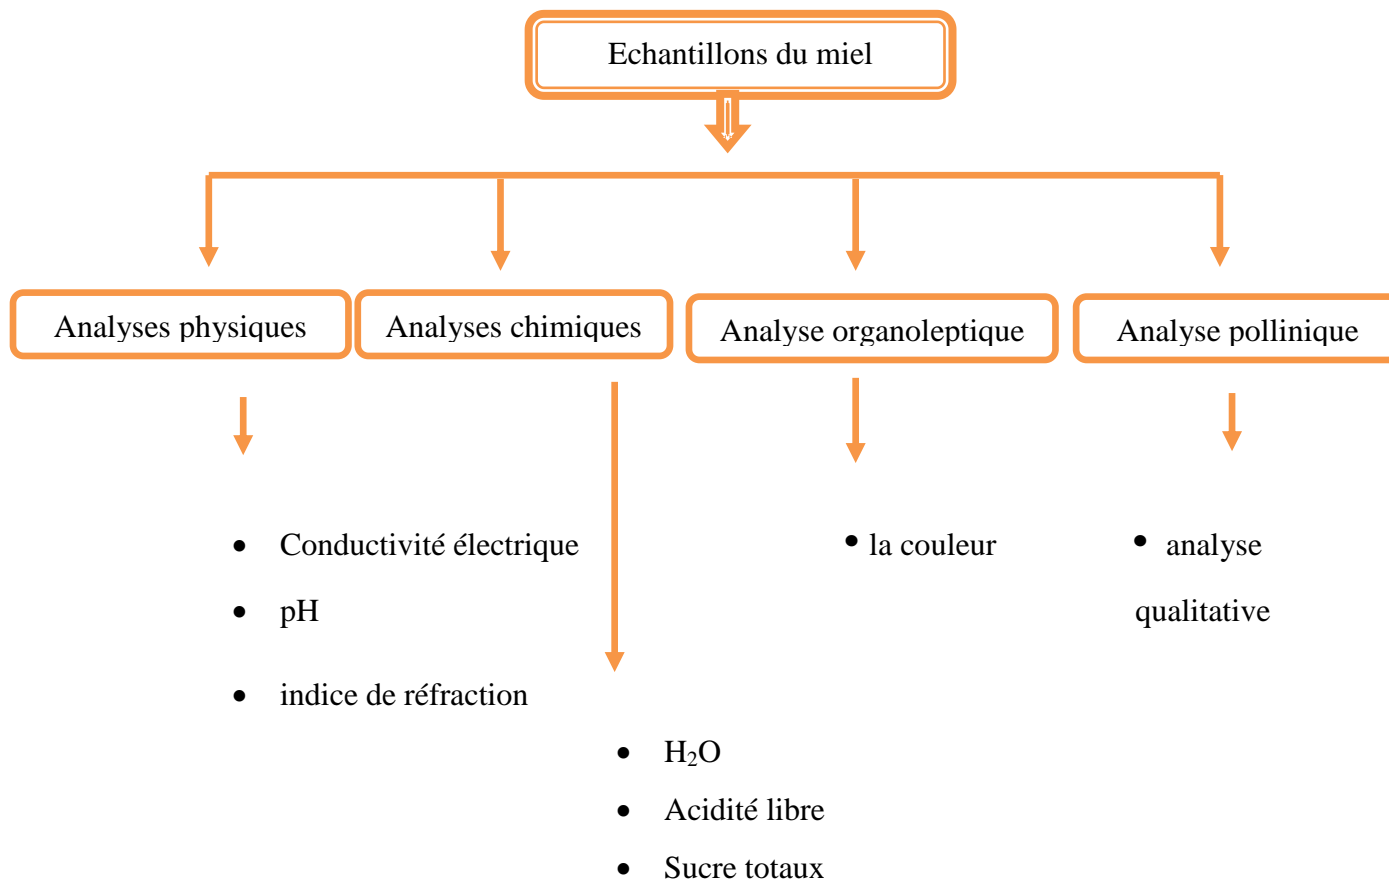 Echantillons du miel
Analyses physiques
Analyses chimiques
Analyse organoleptique
Analyse pollinique
• Conductivité électrique
• pH
• indice de réfraction
• H₂O
• Acidité libre
• Sucre totaux
• la couleur
• analyse
qualitative